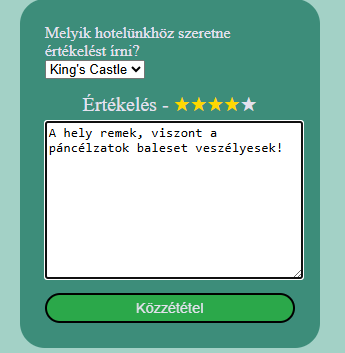 Melyik hotelünkhöz szeretne
értékelést írni?
King's Castle
Értékelés - ★★★★★
A hely remek, viszont a
páncélzatok baleset veszélyesek!
Közzététel